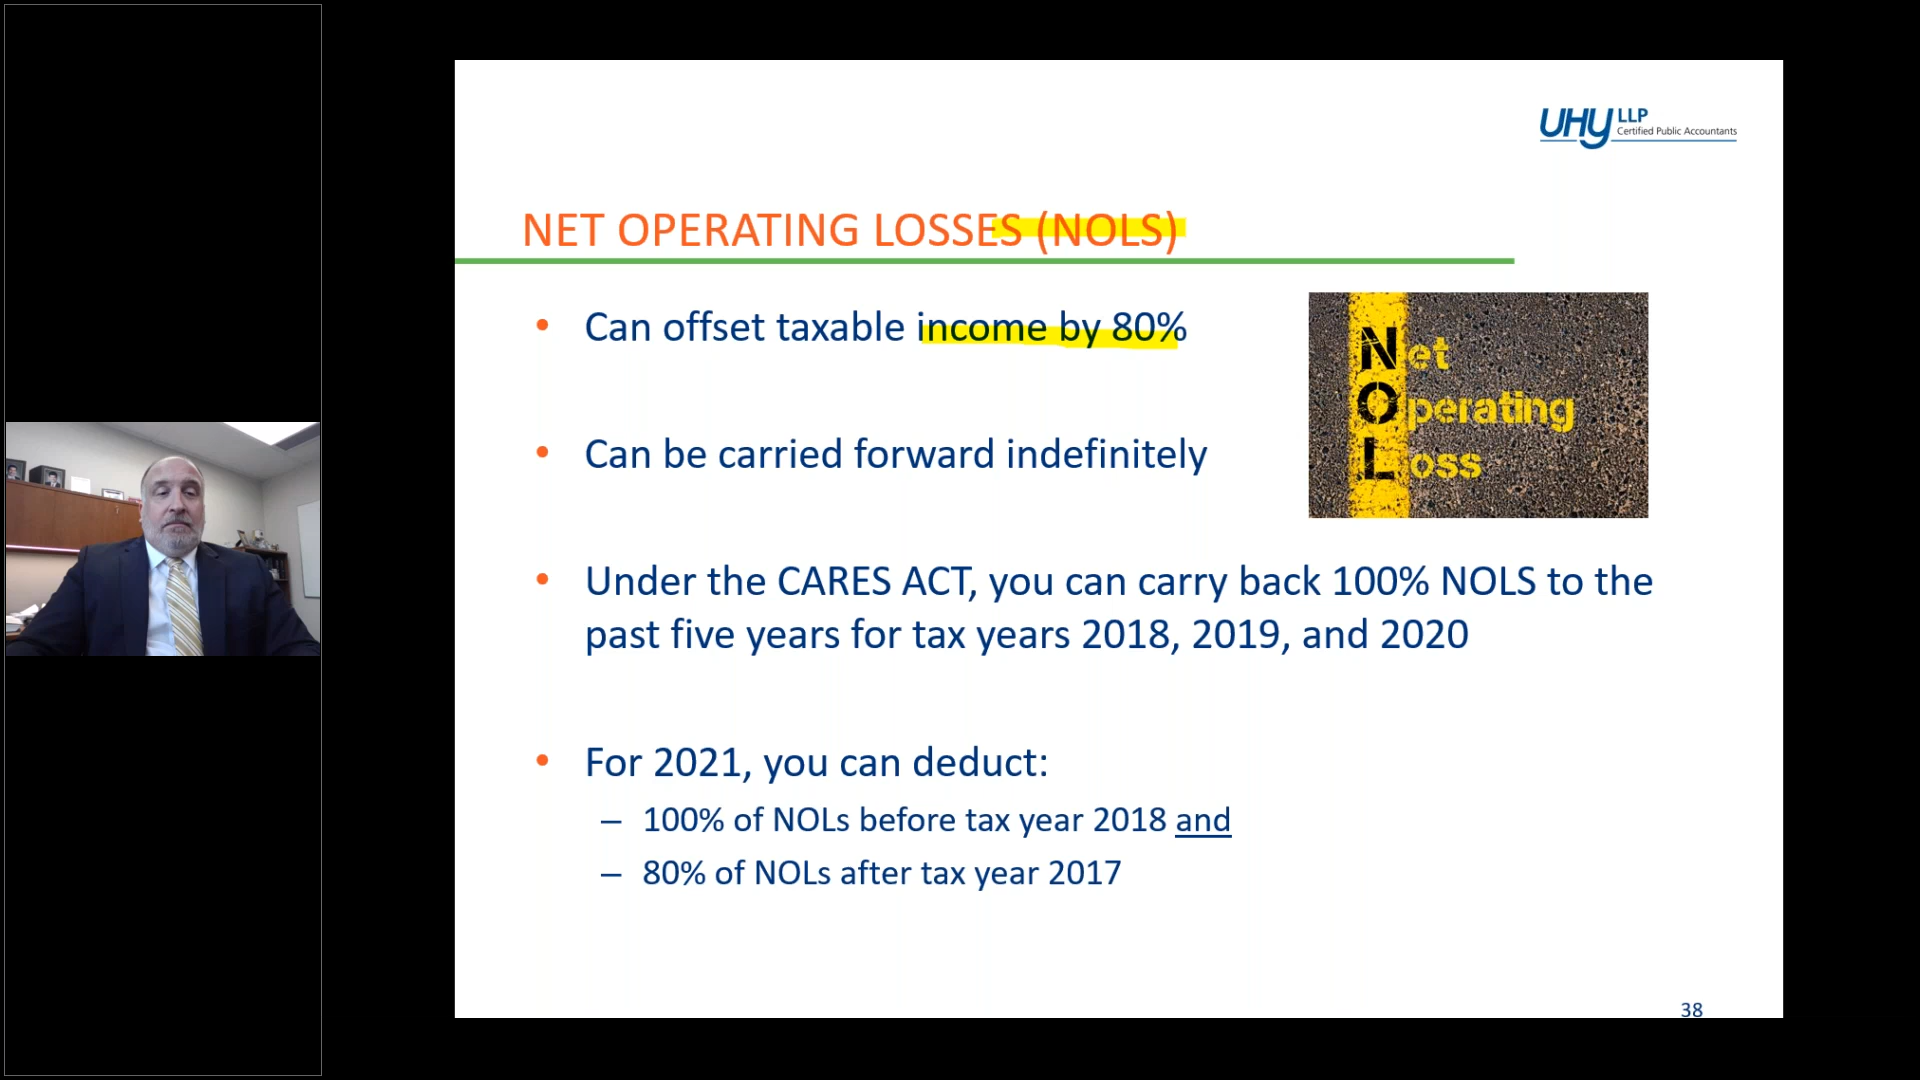 UHY LLP
Certified Public Accountants
NET OPERATING LOSSES (NOLS)
• Can offset taxable income by 80%
Net
Operating
Loss
• Can be carried forward indefinitely
• Under the CARES ACT, you can carry back 100% NOLS to the
past five years for tax years 2018, 2019, and 2020
• For 2021, you can deduct:
– 100% of NOLs before tax year 2018 and
– 80% of NOLs after tax year 2017
38